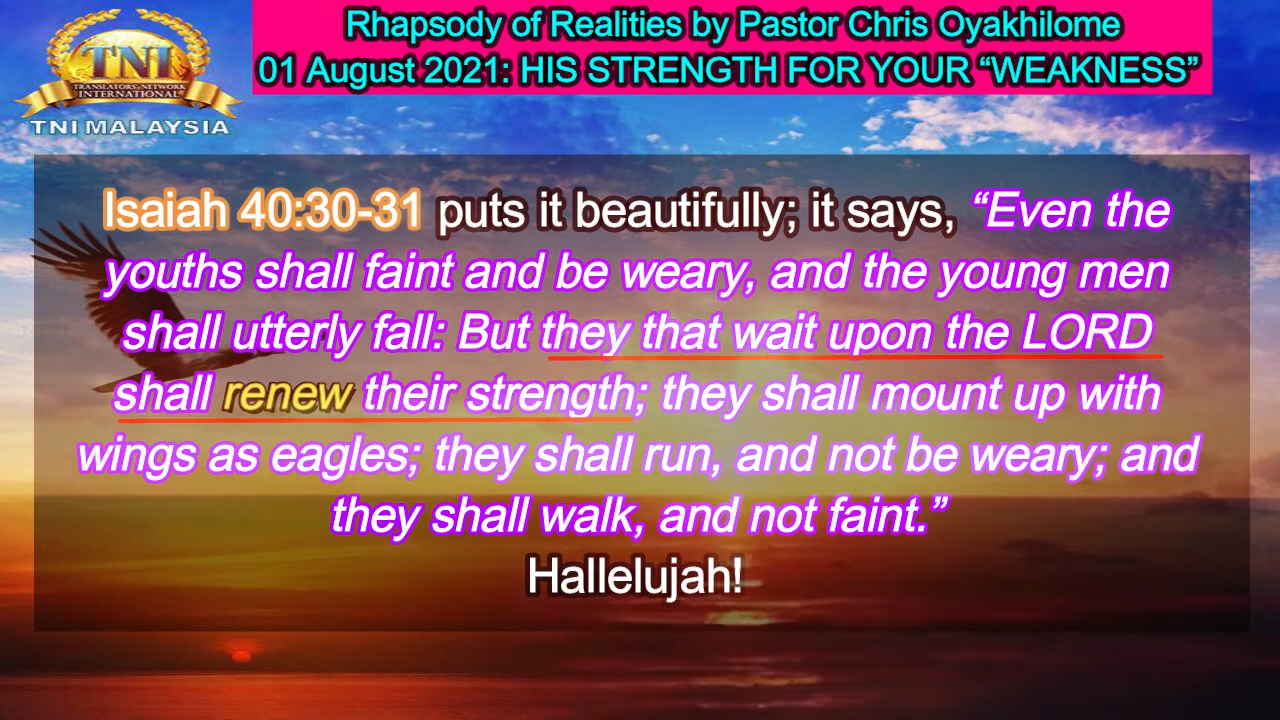 TNI
TRANSLATORS' NETWORK
INTERNATIONAL
TNI MALAYSIA
Rhapsody of Realities by Pastor Chris Oyakhilome
01 August 2021: HIS STRENGTH FOR YOUR “WEAKNESS”
Isaiah 40:30-31 puts it beautifully; it says, “Even the
youths shall faint and be weary, and the young men
shall utterly fall: But they that wait upon the LORD
shall renew their strength; they shall mount up with
wings as eagles; they shall run, and not be weary; and
they shall walk, and not faint.”
Hallelujah!